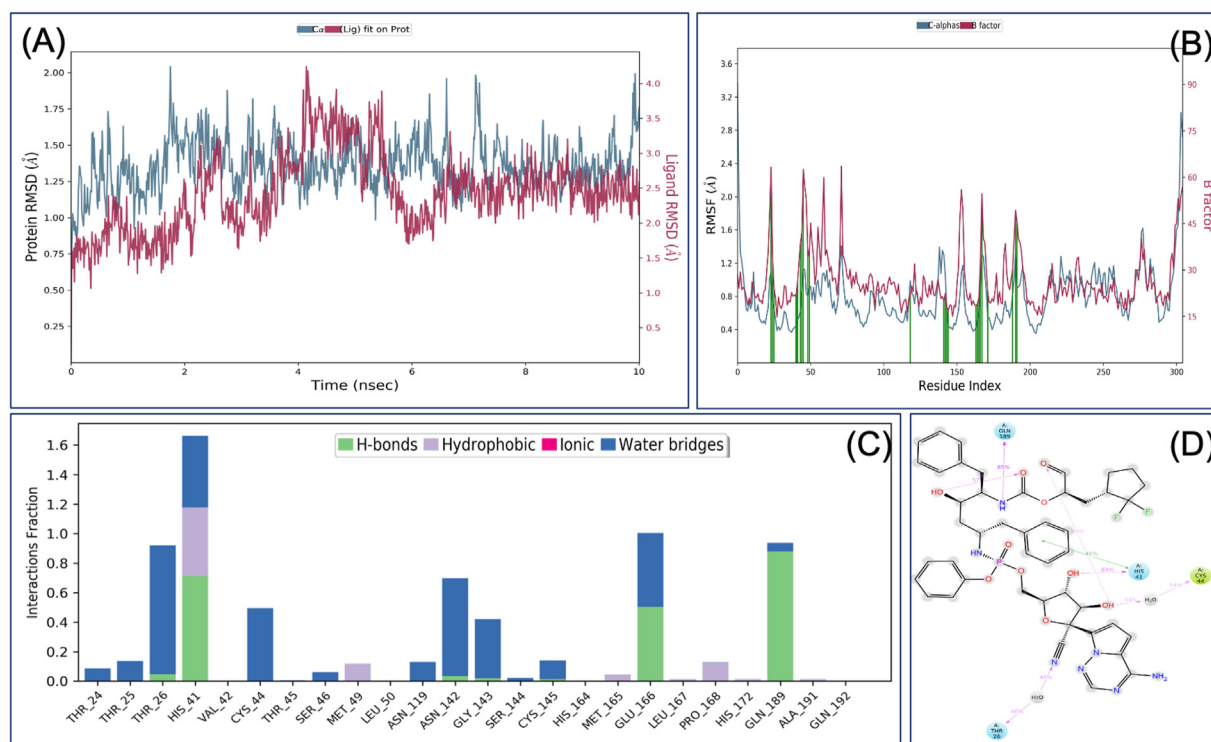 (A)
Cα (Lig) fit on Prot
Protein RMSD (Å)
2.00
1.75
1.50
1.25
1.00
0.75
0.50
0.25
0 2 4 6 8 10
Time (nsec)
4.0
3.5
3.0
2.5
2.0
1.5
1.0
0.5
Ligand RMSD (Å)
(B)
C-alphas B factor
RMSF (Å)
3.6
3.2
2.8
2.4
2.0
1.6
1.2
0.8
0.4
0 50 100 150 200 250 300
Residue Index
90
75
60
45
30
15
B factor
(C)
H-bonds Hydrophobic Ionic Water bridges
Interactions Fraction
1.6
1.4
1.2
1.0
0.8
0.6
0.4
0.2
0.0
THR_24
THR_25
THR_26
HIS_41
VAL_42
CYS_44
THR_45
SER_46
MET_49
LEU_50
ASN_119
ASN_142
GLY_143
SER_144
CYS_145
HIS_164
MET_165
GLU_166
LEU_167
PRO_168
HIS_172
GLN_189
ALA_191
GLN_192
(D)
A:
GLN
189
85%
O
O
HO
N
H
O
O
F
F
HN
P
O
O
O
OH
A:
HIS
41
A:
CYS
44
H₂O
OH
O
N
N
N
N
NH₂
H₂O
A:
THR
26